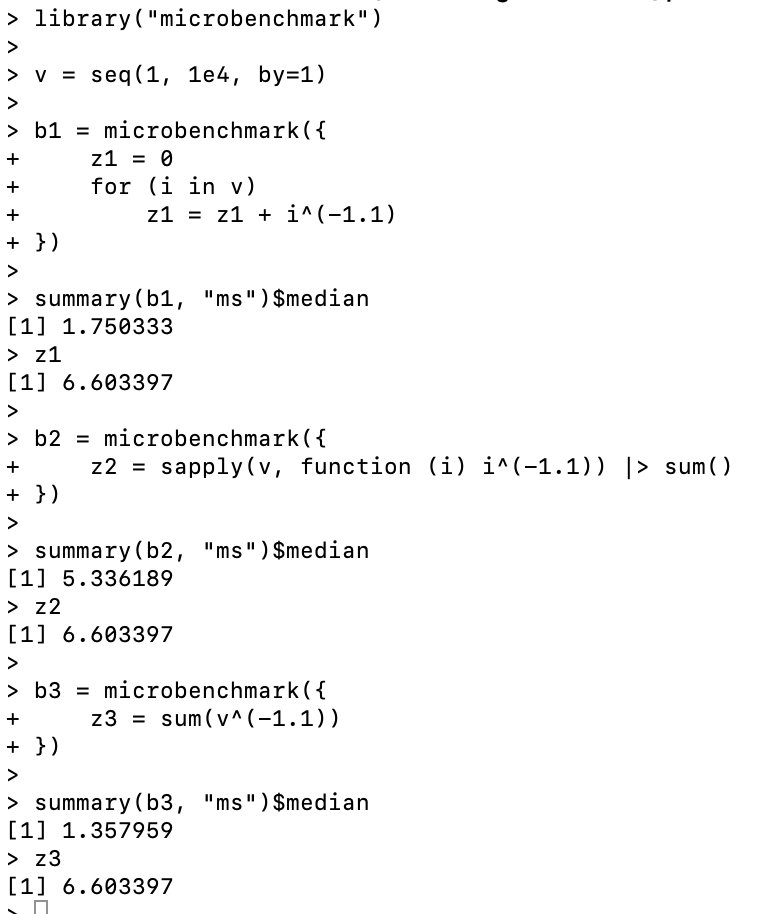 > library("microbenchmark")
>
> v = seq(1, 1e4, by=1)
>
> b1 = microbenchmark({
+     z1 = 0
+     for (i in v)
+         z1 = z1 + i^(-1.1)
+ })
>
> summary(b1, "ms")$median
[1] 1.750333
> z1
[1] 6.603397
>
> b2 = microbenchmark({
+     z2 = sapply(v, function (i) i^(-1.1)) |> sum()
+ })
>
> summary(b2, "ms")$median
[1] 5.336189
> z2
[1] 6.603397
>
> b3 = microbenchmark({
+     z3 = sum(v^(-1.1))
+ })
>
> summary(b3, "ms")$median
[1] 1.357959
> z3
[1] 6.603397
>